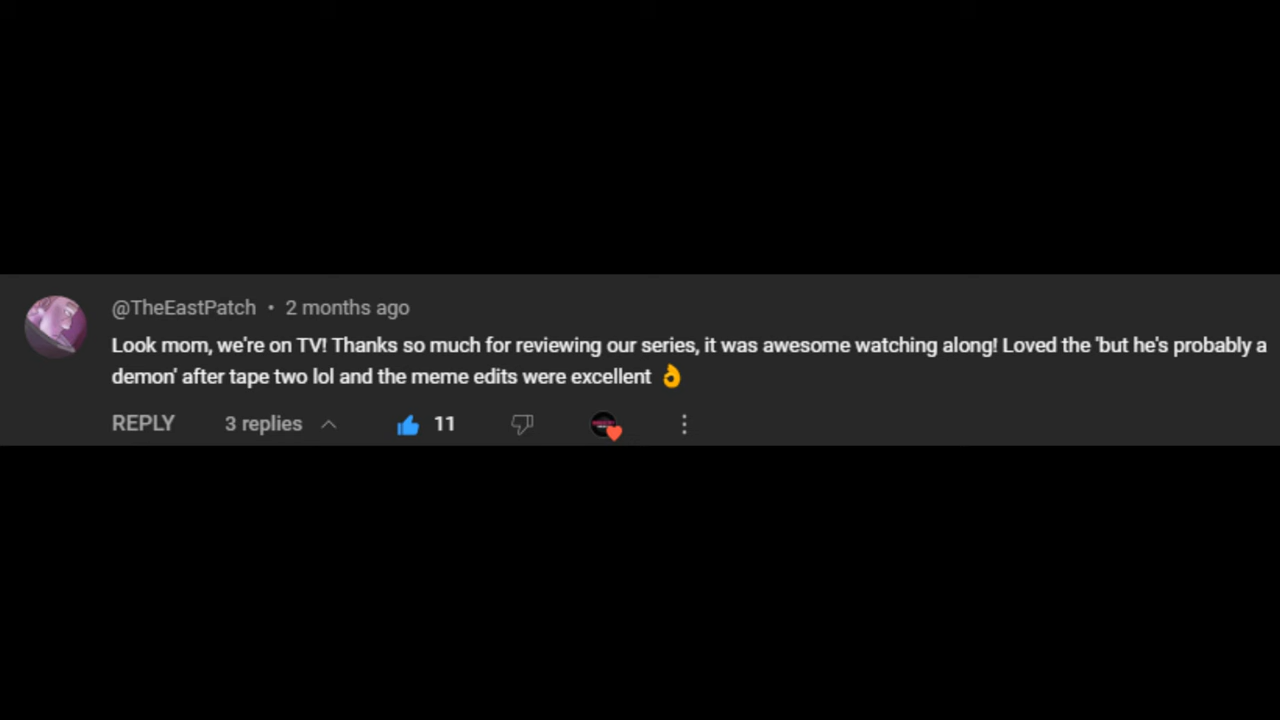 @TheEastPatch • 2 months ago
Look mom, we're on TV! Thanks so much for reviewing our series, it was awesome watching along! Loved the 'but he's probably a
demon' after tape two lol and the meme edits were excellent 👌
REPLY 3 replies 11